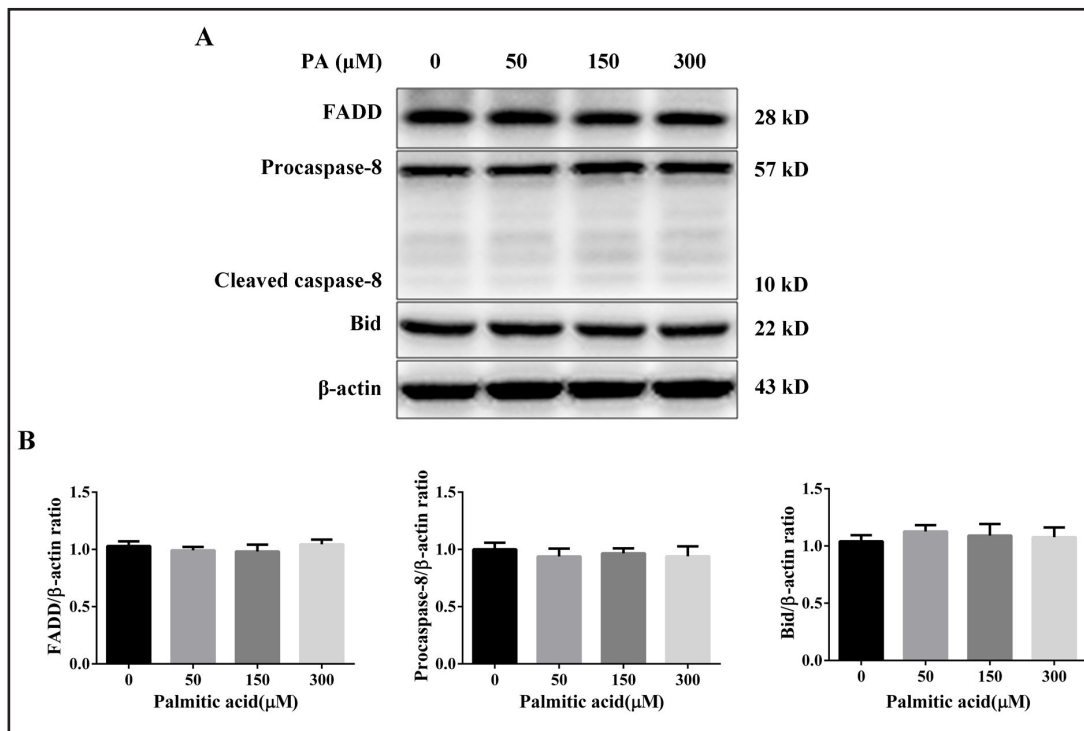 A
PA (μM) 0 50 150 300
FADD 28 kD
Procaspase-8 57 kD
Cleaved caspase-8 10 kD
Bid 22 kD
β-actin 43 kD
B
FADD/β-actin ratio
1.5
1.0
0.5
0.0
0 50 150 300
Palmitic acid(μM)
Procaspase-8/β-actin ratio
1.5
1.0
0.5
0.0
0 50 150 300
Palmitic acid(μM)
Bid/β-actin ratio
1.5
1.0
0.5
0.0
0 50 150 300
Palmitic acid(μM)